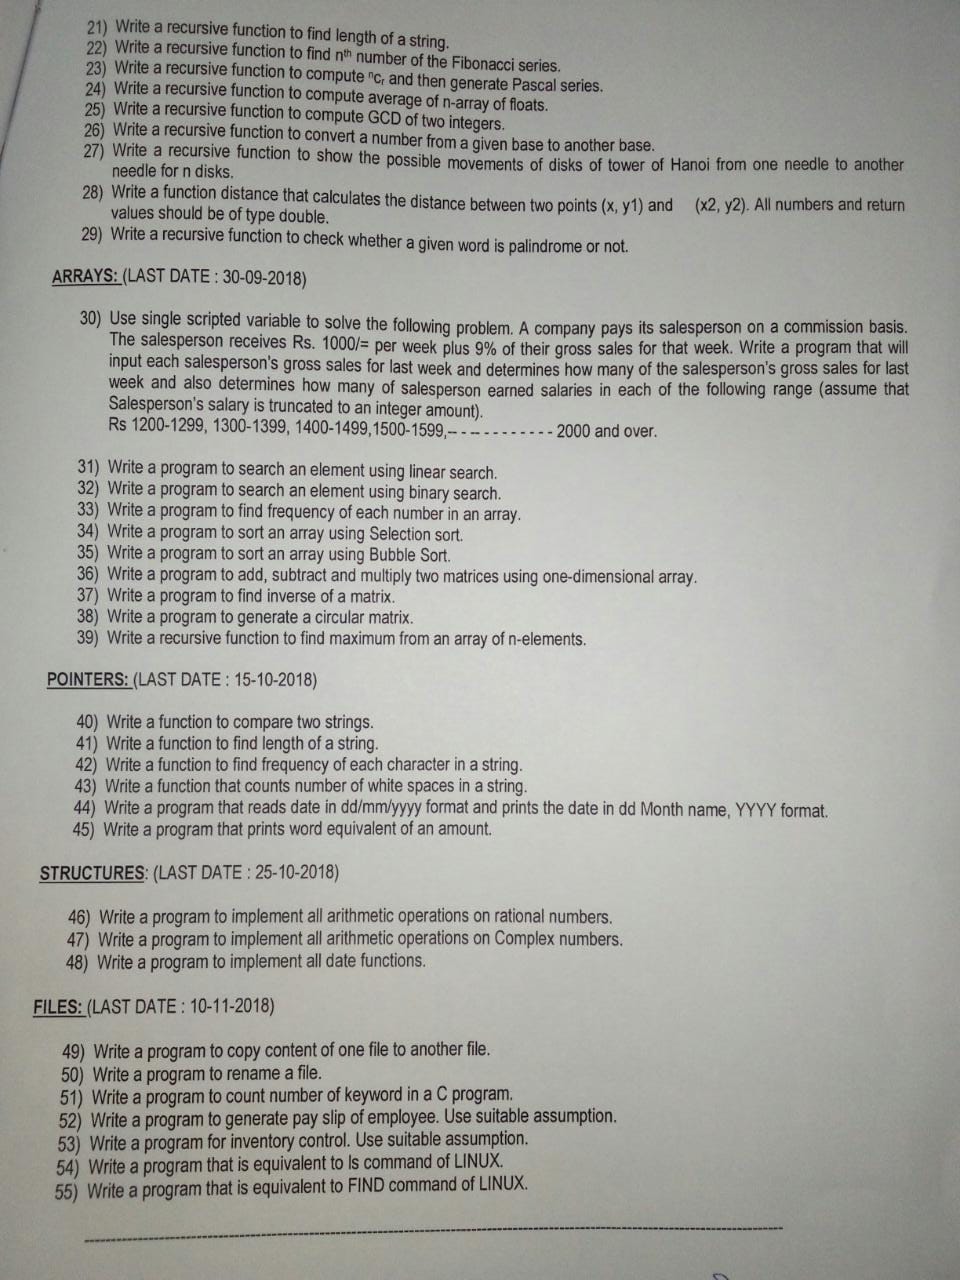 21) Write a recursive function to find length of a string.
22) Write a recursive function to find nth number of the Fibonacci series.
23) Write a recursive function to compute ncr and then generate Pascal series.
24) Write a recursive function to compute average of n-array of floats.
25) Write a recursive function to compute GCD of two integers.
26) Write a recursive function to convert a number from a given base to another base.
27) Write a recursive function to show the possible movements of disks of tower of Hanoi from one needle to another
needle for n disks.
28) Write a function distance that calculates the distance between two points (x, y1) and (x2, y2). All numbers and return
values should be of type double.
29) Write a recursive function to check whether a given word is palindrome or not.
ARRAYS: (LAST DATE : 30-09-2018)
30) Use single scripted variable to solve the following problem. A company pays its salesperson on a commission basis.
The salesperson receives Rs. 1000/= per week plus 9% of their gross sales for that week. Write a program that will
input each salesperson's gross sales for last week and determines how many of the salesperson's gross sales for last
week and also determines how many of salesperson earned salaries in each of the following range (assume that
Salesperson's salary is truncated to an integer amount).
Rs 1200-1299, 1300-1399, 1400-1499,1500-1599,-- - -- - - - - - - - - - 2000 and over.
31) Write a program to search an element using linear search.
32) Write a program to search an element using binary search.
33) Write a program to find frequency of each number in an array.
34) Write a program to sort an array using Selection sort.
35) Write a program to sort an array using Bubble Sort.
36) Write a program to add, subtract and multiply two matrices using one-dimensional array.
37) Write a program to find inverse of a matrix.
38) Write a program to generate a circular matrix.
39) Write a recursive function to find maximum from an array of n-elements.
POINTERS: (LAST DATE : 15-10-2018)
40) Write a function to compare two strings.
41) Write a function to find length of a string.
42) Write a function to find frequency of each character in a string.
43) Write a function that counts number of white spaces in a string.
44) Write a program that reads date in dd/mm/yyyy format and prints the date in dd Month name, YYYY format.
45) Write a program that prints word equivalent of an amount.
STRUCTURES: (LAST DATE : 25-10-2018)
46) Write a program to implement all arithmetic operations on rational numbers.
47) Write a program to implement all arithmetic operations on Complex numbers.
48) Write a program to implement all date functions.
FILES: (LAST DATE : 10-11-2018)
49) Write a program to copy content of one file to another file.
50) Write a program to rename a file.
51) Write a program to count number of keyword in a C program.
52) Write a program to generate pay slip of employee. Use suitable assumption.
53) Write a program for inventory control. Use suitable assumption.
54) Write a program that is equivalent to ls command of LINUX.
55) Write a program that is equivalent to FIND command of LINUX.